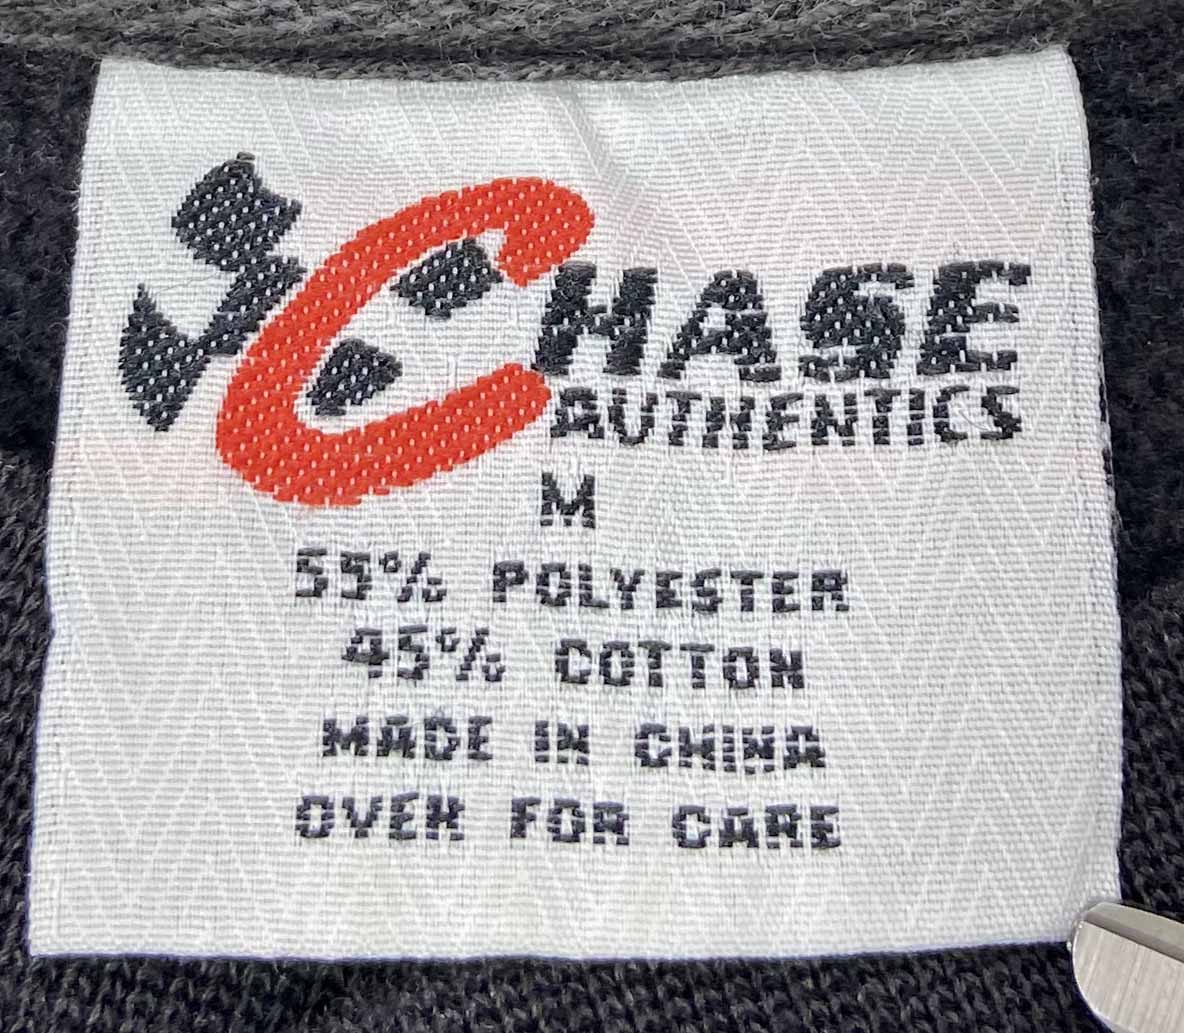 CHASE
AUTHENTICS
M
55% POLYESTER
45% COTTON
MADE IN CHINA
OVER FOR CARE